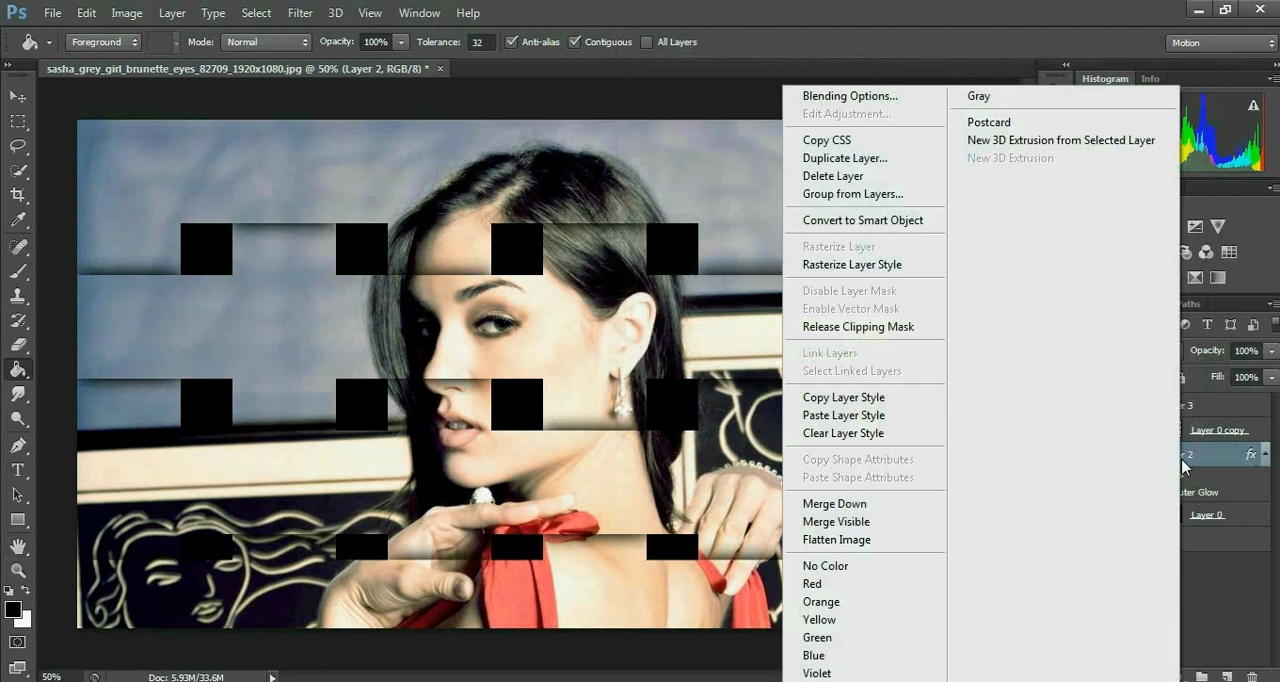 Ps File Edit Image Layer Type Select Filter 3D View Window Help
Foreground Mode: Normal Opacity: 100% Tolerance: 32 Anti-alias Contiguous All Layers Motion
sasha_grey_girl_brunette_eyes_82709_1920x1080.jpg @ 50% (Layer 2, RGB/8) * ×
Histogram Info
Blending Options...
Edit Adjustment...
Copy CSS
Duplicate Layer...
Delete Layer
Group from Layers...
Convert to Smart Object
Rasterize Layer
Rasterize Layer Style
Disable Layer Mask
Enable Vector Mask
Release Clipping Mask
Link Layers
Select Linked Layers
Copy Layer Style
Paste Layer Style
Clear Layer Style
Copy Shape Attributes
Paste Shape Attributes
Merge Down
Merge Visible
Flatten Image
No Color
Red
Orange
Yellow
Green
Blue
Violet
Gray
Postcard
New 3D Extrusion from Selected Layer
New 3D Extrusion
aths
Opacity: 100%
Fill: 100%
er 3
Layer 0 copy
er 2 fx
uter Glow
Layer 0
50% Doc: 5.93M/33.6M